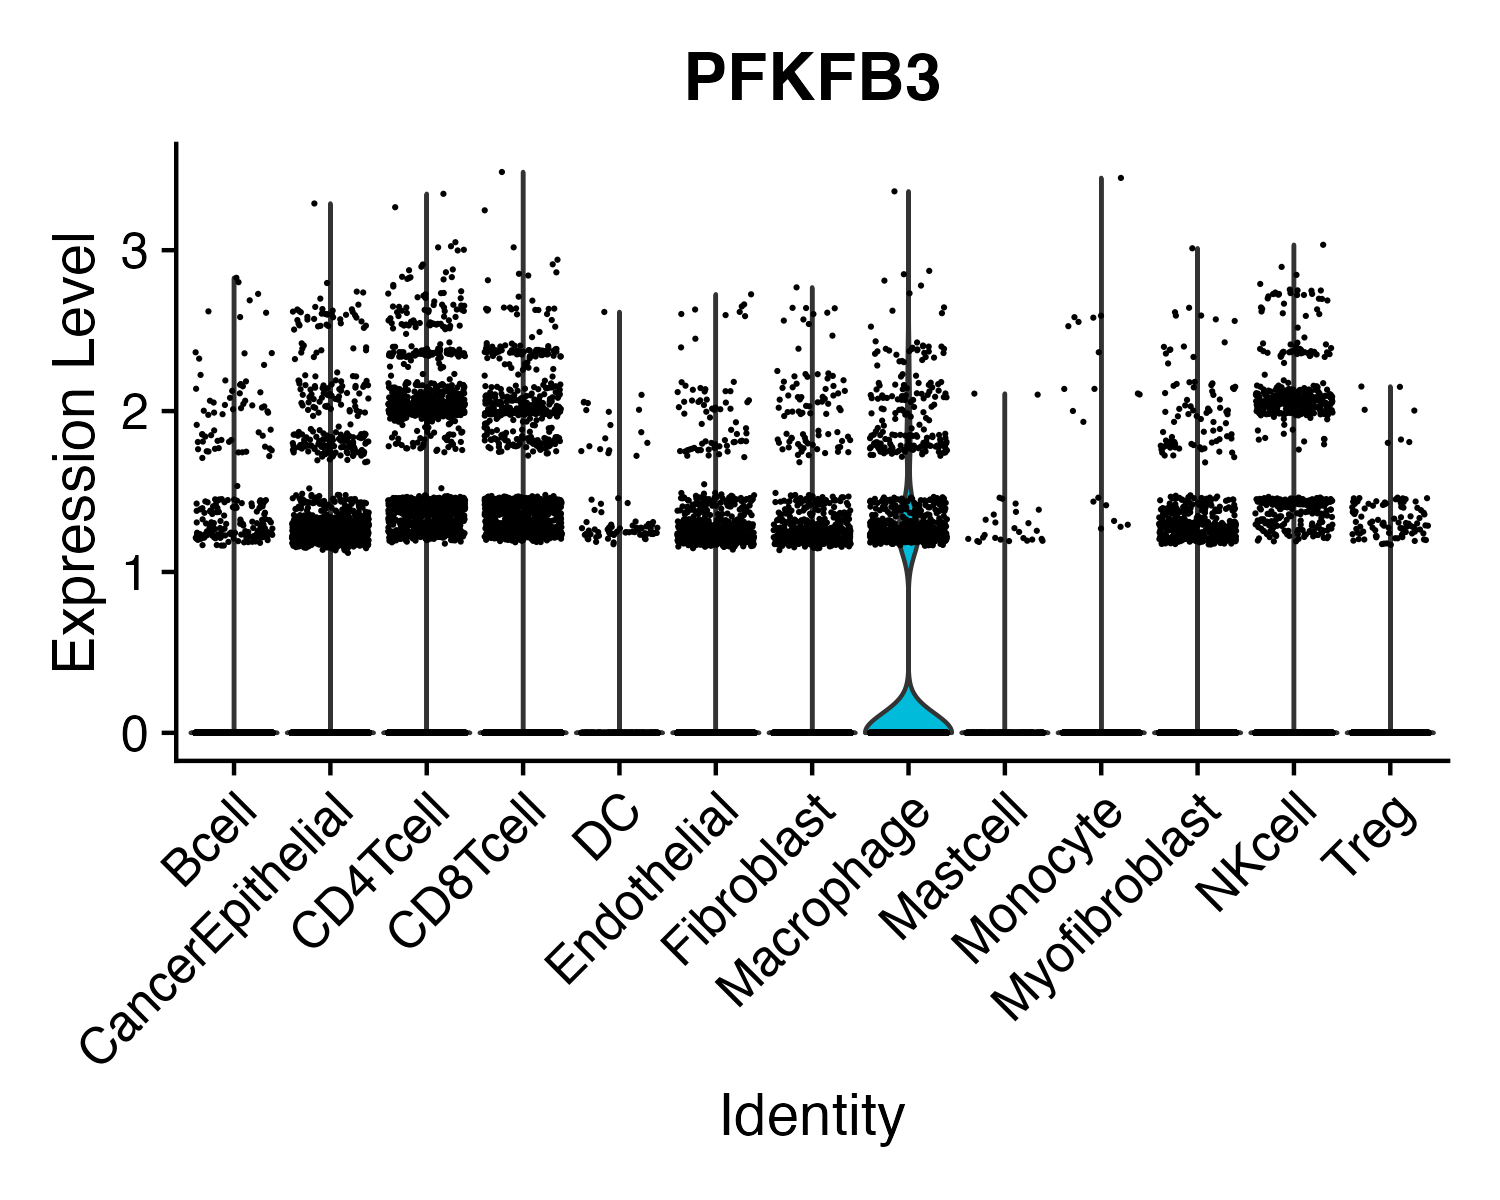 PFKFB3
Expression Level
3
2
1
0
Bcell
CancerEpithelial
CD4Tcell
CD8Tcell
DC
Endothelial
Fibroblast
Macrophage
Mastcell
Monocyte
Myofibroblast
NKcell
Treg
Identity